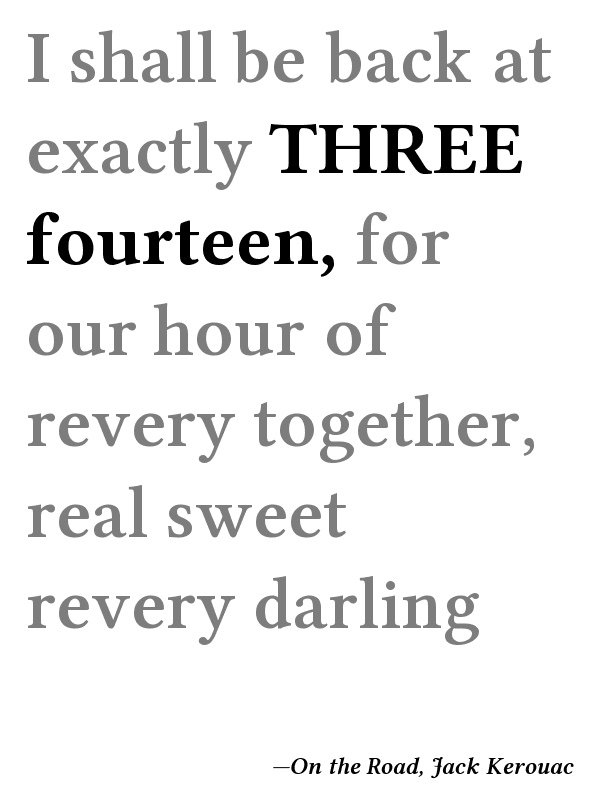 I shall be back at
exactly THREE
fourteen, for
our hour of
revery together,
real sweet
revery darling
—On the Road, Jack Kerouac